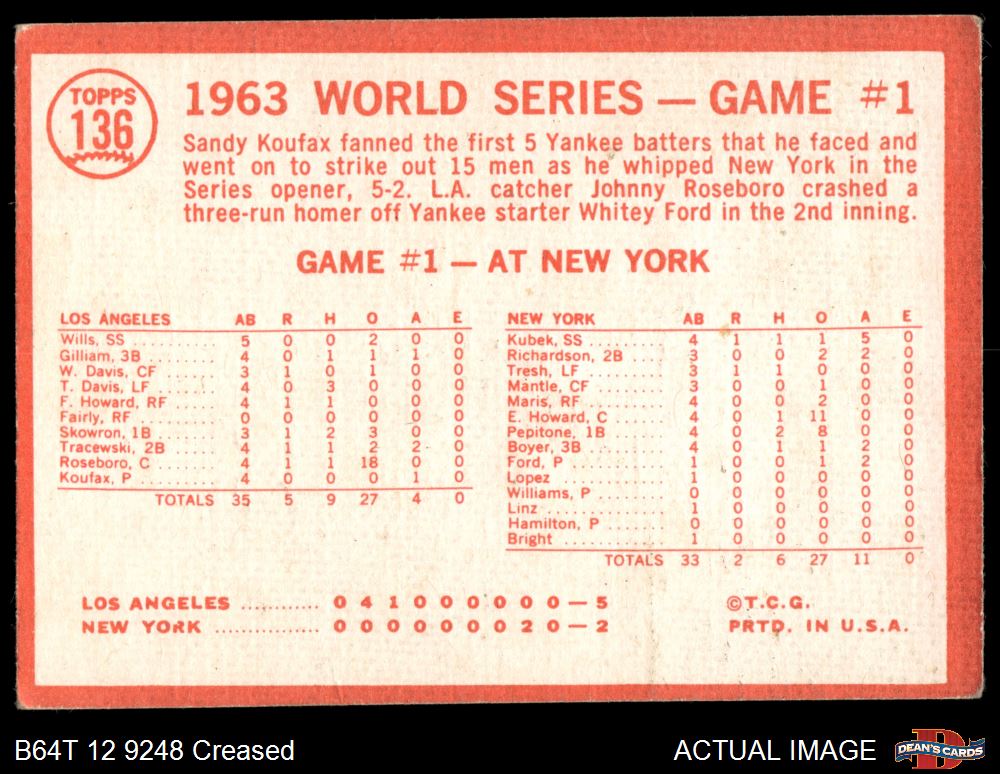 TOPPS
136
1963 WORLD SERIES — GAME #1
Sandy Koufax fanned the first 5 Yankee batters that he faced and
went on to strike out 15 men as he whipped New York in the
Series opener, 5-2. L.A. catcher Johnny Roseboro crashed a
three-run homer off Yankee starter Whitey Ford in the 2nd inning.
GAME #1 — AT NEW YORK
LOS ANGELES AB R H O A E
Wills, SS ...... 5 0 0 2 0 0
Gilliam, 3B ...... 4 0 1 1 1 0
W. Davis, CF ...... 3 1 0 1 0 0
T. Davis, LF ...... 4 0 3 0 0 0
F. Howard, RF ...... 4 1 1 0 0 0
Fairly, RF ...... 0 0 0 0 0 0
Skowron, 1B ...... 3 1 2 3 0 0
Tracewski, 2B ...... 4 1 1 2 2 0
Roseboro, C ...... 4 1 1 18 0 0
Koufax, P ...... 4 0 0 0 1 0
TOTALS 35 5 9 27 4 0
NEW YORK AB R H O A E
Kubek, SS ...... 4 1 1 1 5 0
Richardson, 2B ...... 3 0 0 2 2 0
Tresh, LF ...... 3 1 1 0 0 0
Mantle, CF ...... 3 0 0 1 0 0
Maris, RF ...... 4 0 0 2 0 0
E. Howard, C ...... 4 0 1 11 0 0
Pepitone, 1B ...... 4 0 2 8 0 0
Boyer, 3B ...... 4 0 1 1 2 0
Ford, P ...... 1 0 0 1 2 0
Lopez ...... 1 0 0 0 0 0
Williams, P ...... 0 0 0 0 0 0
Linz ...... 1 0 0 0 0 0
Hamilton, P ...... 0 0 0 0 0 0
Bright ...... 1 0 0 0 0 0
TOTALS 33 2 6 27 11 0
LOS ANGELES ............ 0 4 1 0 0 0 0 0 0 — 5
NEW YORK ................ 0 0 0 0 0 0 0 2 0 — 2
©T.C.G.
PRTD. IN U.S.A.
B64T 12 9248 Creased
ACTUAL IMAGE
DEAN'S CARDS